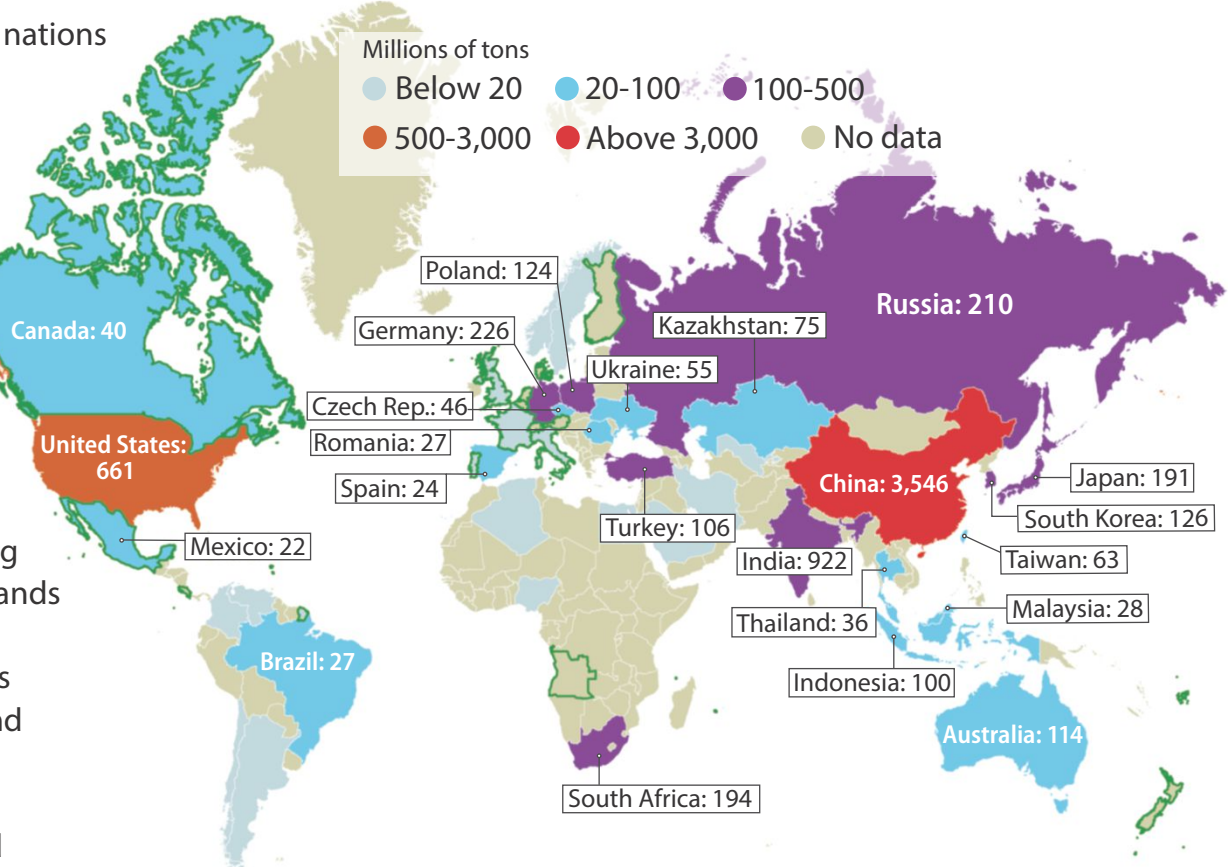 nations
Millions of tons
Below 20
20-100
100-500
500-3,000
Above 3,000
No data
Poland: 124
Germany: 226
Kazakhstan: 75
Russia: 210
Canada: 40
Ukraine: 55
Czech Rep.: 46
Romania: 27
United States:
661
Spain: 24
China: 3,546
Japan: 191
South Korea: 126
Turkey: 106
Mexico: 22
India: 922
Taiwan: 63
ng
ands
Thailand: 36
Malaysia: 28
Brazil: 27
s
nd
Indonesia: 100
Australia: 114
South Africa: 194